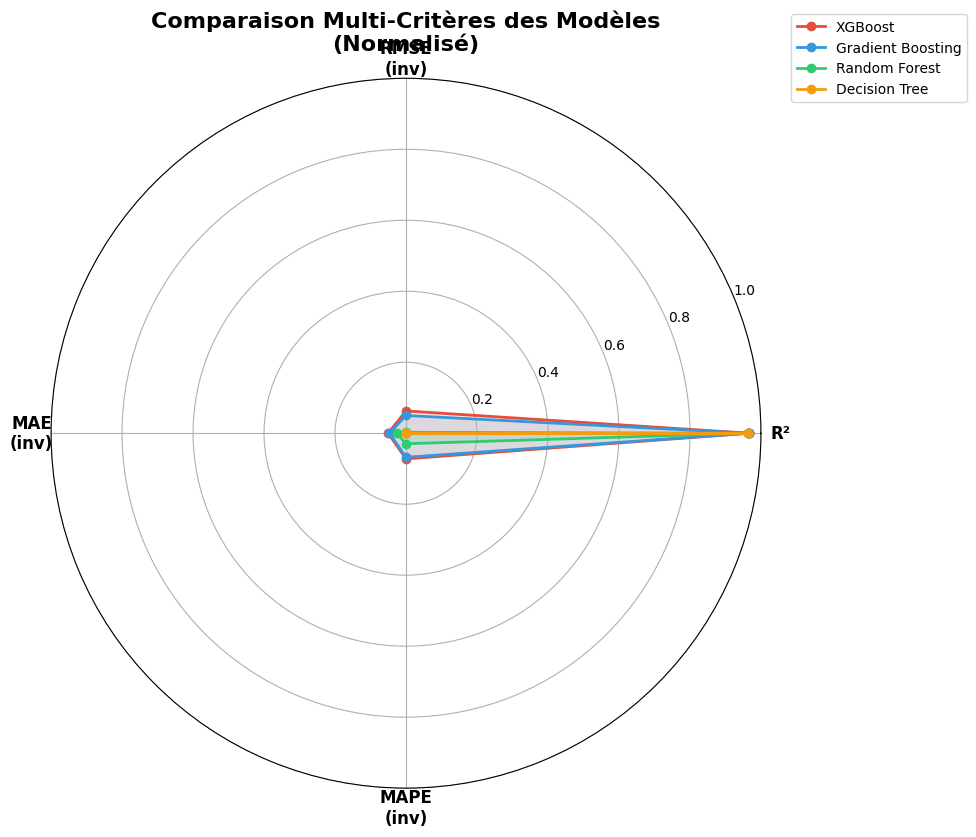 Comparaison Multi-Critères des Modèles
(Normalisé)
XGBoost
Gradient Boosting
Random Forest
Decision Tree
RMSE
(inv)
1.0
0.8
0.6
0.4
0.2
MAE
(inv)
R²
MAPE
(inv)